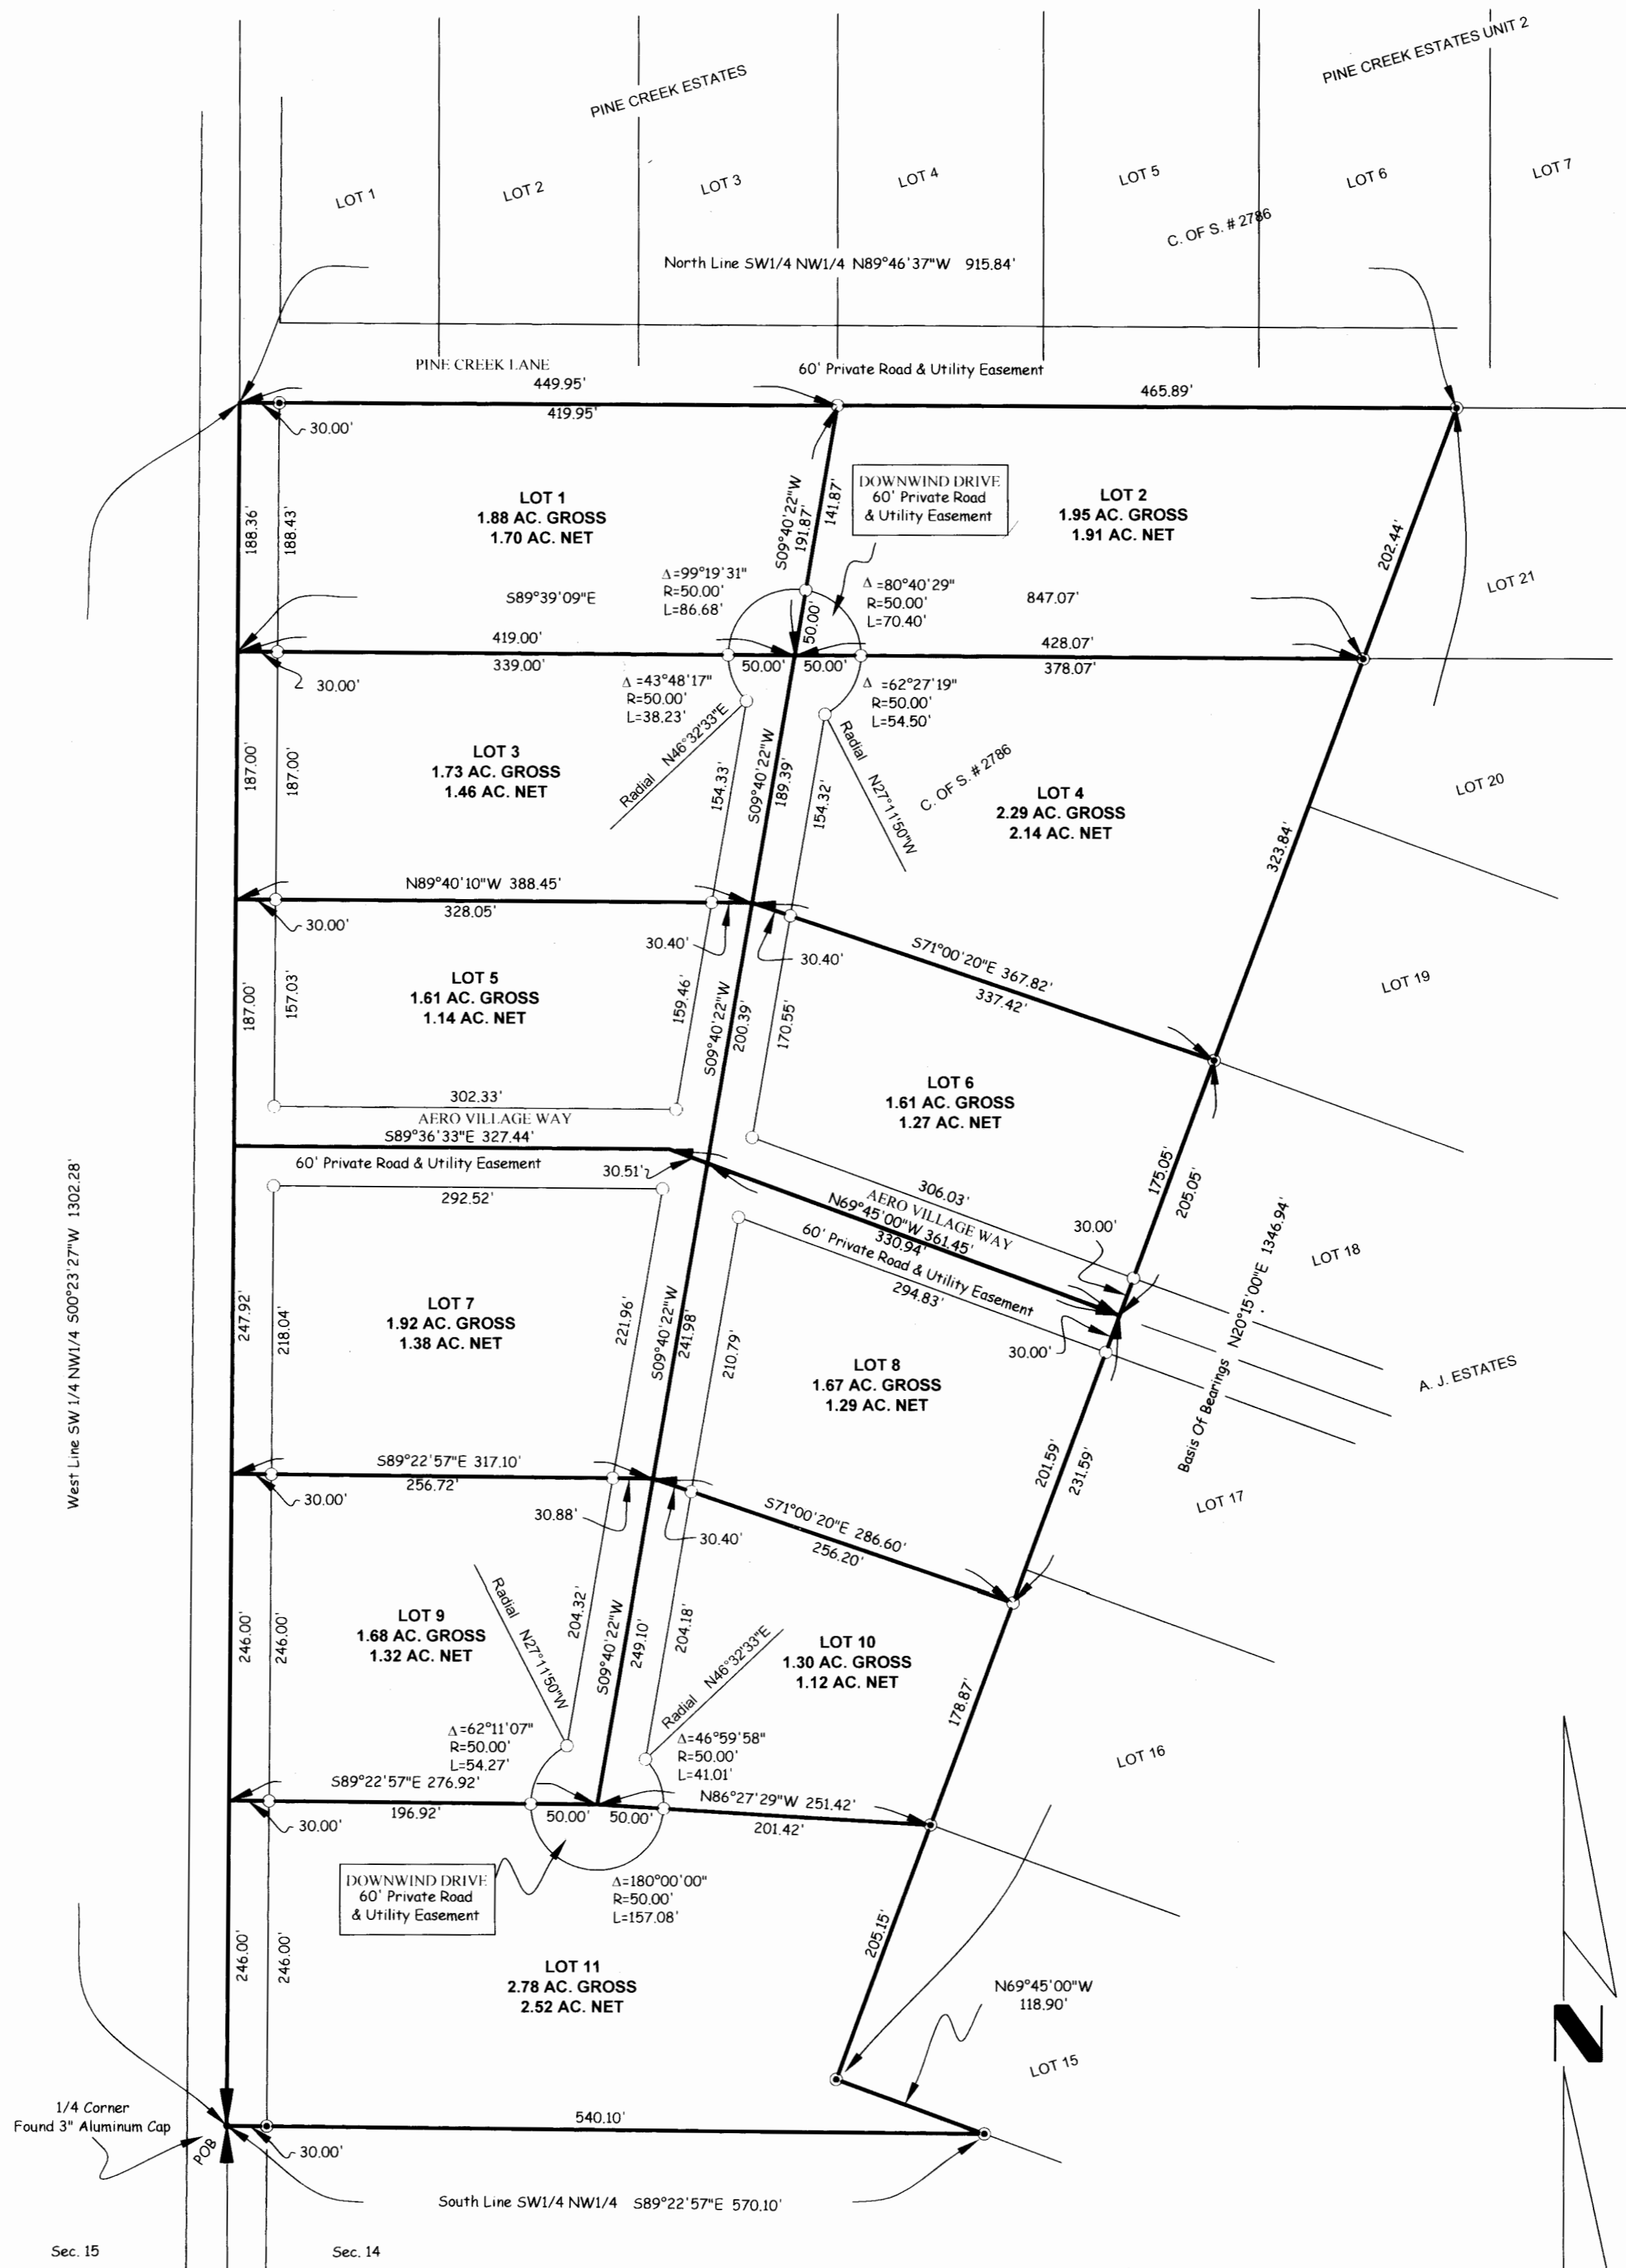 PINE CREEK ESTATES UNIT 2
PINE CREEK ESTATES
LOT 1
LOT 2
LOT 3
LOT 4
LOT 5
LOT 6
LOT 7
C. OF S. # 2786
North Line SW1/4 NW1/4 N89°46'37"W 915.84'
PINE CREEK LANE
60' Private Road & Utility Easement
449.95'
465.89'
419.95'
30.00'
188.36'
188.43'
LOT 1
1.88 AC. GROSS
1.70 AC. NET
S09°40'22"W
191.87'
141.87'
DOWNWIND DRIVE
60' Private Road
& Utility Easement
LOT 2
1.95 AC. GROSS
1.91 AC. NET
202.44'
LOT 21
Δ=99°19'31"
R=50.00'
L=86.68'
Δ=80°40'29"
R=50.00'
L=70.40'
50.00'
S89°39'09"E
847.07'
419.00'
428.07'
339.00'
50.00'
50.00'
378.07'
30.00'
Δ=43°48'17"
R=50.00'
L=38.23'
Δ =62°27'19"
R=50.00'
L=54.50'
Radial N46°32'33"E
Radial N27°11'50"W
187.00'
187.00'
LOT 3
1.73 AC. GROSS
1.46 AC. NET
154.33'
S09°40'22"W
189.39'
154.32'
C. OF S. # 2786
LOT 4
2.29 AC. GROSS
2.14 AC. NET
323.84'
LOT 20
N89°40'10"W 388.45'
328.05'
30.00'
30.40'
30.40'
S71°00'20"E 367.82'
337.42'
LOT 19
187.00'
157.03'
LOT 5
1.61 AC. GROSS
1.14 AC. NET
159.46'
S09°40'22"W
200.39'
170.55'
LOT 6
1.61 AC. GROSS
1.27 AC. NET
302.33'
AERO VILLAGE WAY
S89°36'33"E 327.44'
60' Private Road & Utility Easement
30.51'
292.52'
175.05'
205.05'
306.03'
AERO VILLAGE WAY
N69°45'00"W 361.45'
330.94'
60' Private Road & Utility Easement
294.83'
30.00'
30.00'
Basis Of Bearings N20°15'00"E 1346.94'
LOT 18
A. J. ESTATES
West Line SW 1/4 NW1/4 S00°23'27"W 1302.28'
247.92'
218.04'
LOT 7
1.92 AC. GROSS
1.38 AC. NET
221.96'
S09°40'22"W
241.98'
210.79'
LOT 8
1.67 AC. GROSS
1.29 AC. NET
201.59'
231.59'
LOT 17
S89°22'57"E 317.10'
256.72'
30.00'
30.88'
30.40'
S71°00'20"E 286.60'
256.20'
246.00'
246.00'
LOT 9
1.68 AC. GROSS
1.32 AC. NET
Radial N27°11'50"W
204.32'
S09°40'22"W
249.10'
204.18'
Radial N46°32'33"E
LOT 10
1.30 AC. GROSS
1.12 AC. NET
178.87'
LOT 16
Δ=62°11'07"
R=50.00'
L=54.27'
Δ=46°59'58"
R=50.00'
L=41.01'
S89°22'57"E 276.92'
N86°27'29"W 251.42'
196.92'
50.00'
50.00'
201.42'
30.00'
DOWNWIND DRIVE
60' Private Road
& Utility Easement
Δ=180°00'00"
R=50.00'
L=157.08'
246.00'
246.00'
LOT 11
2.78 AC. GROSS
2.52 AC. NET
205.15'
N69°45'00"W
118.90'
LOT 15
N
1/4 Corner
Found 3" Aluminum Cap
POB
540.10'
30.00'
South Line SW1/4 NW1/4 S89°22'57"E 570.10'
Sec. 15
Sec. 14